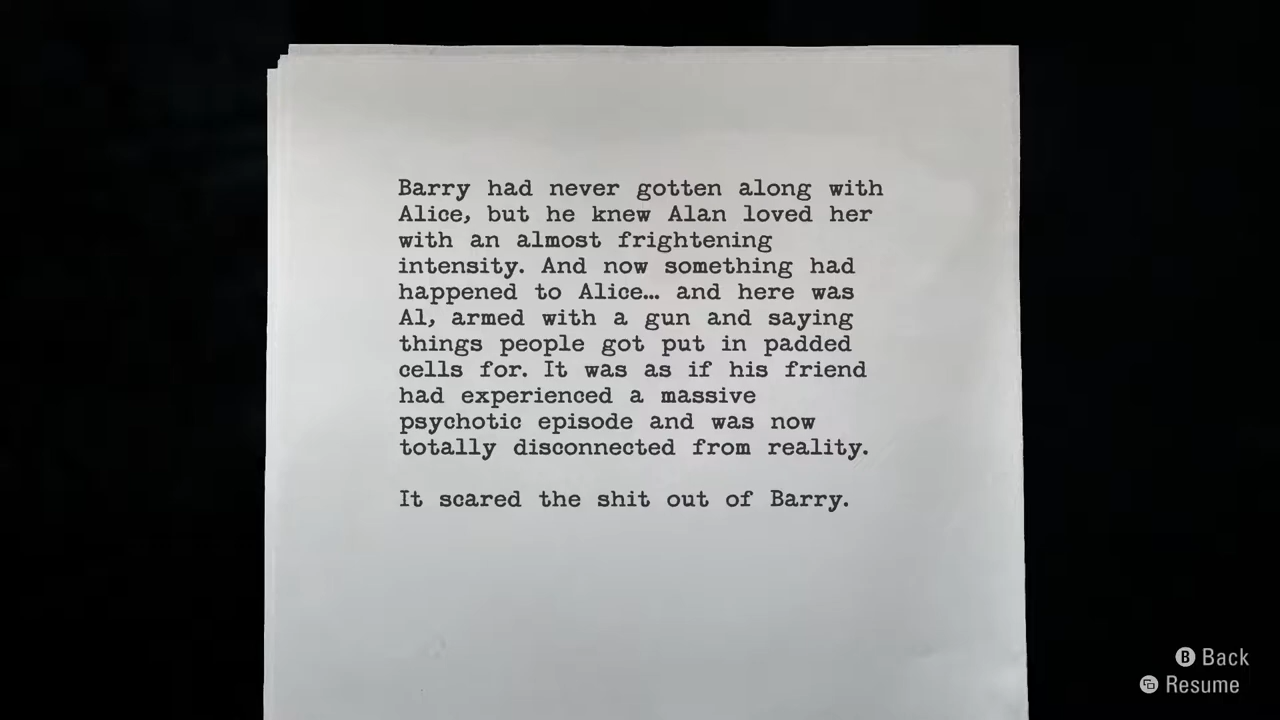 Barry had never gotten along with
Alice, but he knew Alan loved her
with an almost frightening
intensity. And now something had
happened to Alice… and here was
Al, armed with a gun and saying
things people got put in padded
cells for. It was as if his friend
had experienced a massive
psychotic episode and was now
totally disconnected from reality.
It scared the shit out of Barry.
B Back
Resume